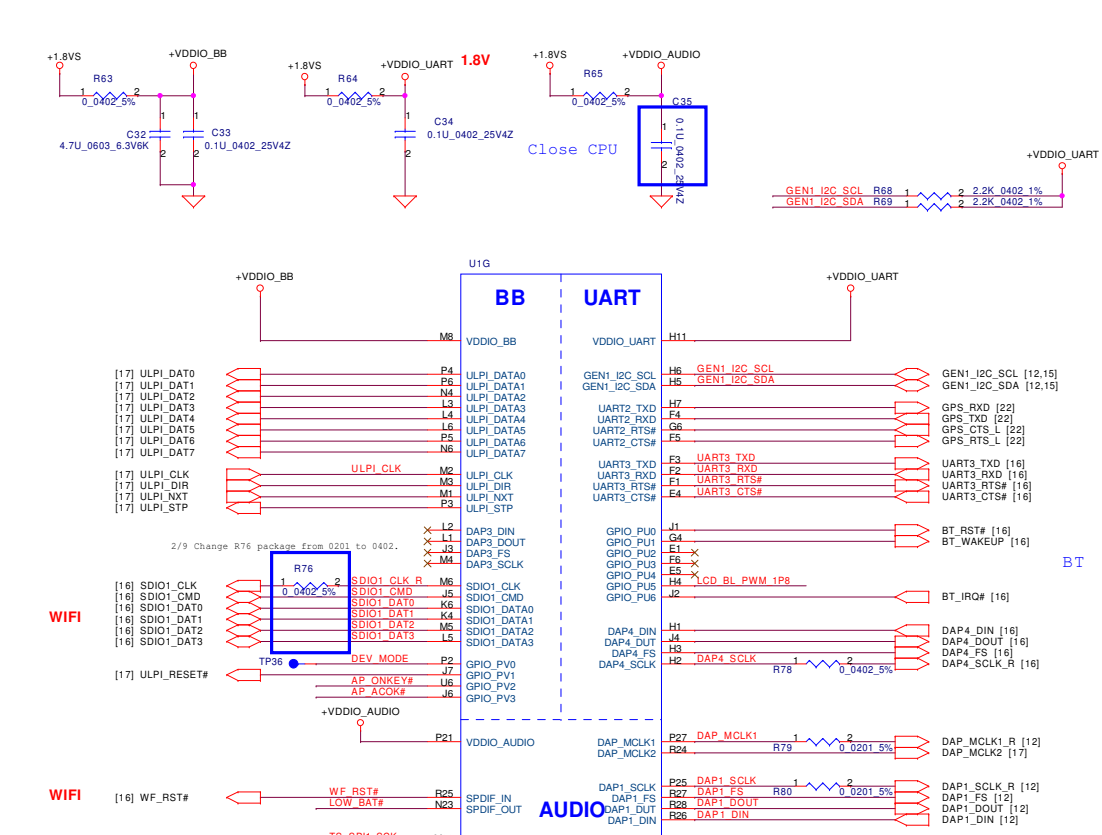 +1.8VS
R63
1 2
0_0402_5%
+VDDIO_BB
1
C32
4.7U_0603_6.3V6K
2
1
C33
0.1U_0402_25V4Z
2
+1.8VS
R64
1 2
0_0402_5%
+VDDIO_UART 1.8V
1
C34
0.1U_0402_25V4Z
2
+1.8VS
R65
1 2
0_0402_5%
+VDDIO_AUDIO
C35
1
0.1U_0402_25V4Z
2
Close CPU
+VDDIO_UART
GEN1_I2C_SCL R68 1 2 2.2K_0402_1%
GEN1_I2C_SDA R69 1 2 2.2K_0402_1%
U1G
+VDDIO_BB
BB UART
+VDDIO_UART
M8 VDDIO_BB
VDDIO_UART H11
[17] ULPI_DAT0 P4 ULPI_DATA0
[17] ULPI_DAT1 P6 ULPI_DATA1
[17] ULPI_DAT2 N4 ULPI_DATA2
[17] ULPI_DAT3 L3 ULPI_DATA3
[17] ULPI_DAT4 L4 ULPI_DATA4
[17] ULPI_DAT5 L6 ULPI_DATA5
[17] ULPI_DAT6 P5 ULPI_DATA6
[17] ULPI_DAT7 N6 ULPI_DATA7
[17] ULPI_CLK ULPI_CLK M2 ULPI_CLK
[17] ULPI_DIR M3 ULPI_DIR
[17] ULPI_NXT M1 ULPI_NXT
[17] ULPI_STP P3 ULPI_STP
L2 DAP3_DIN
L1 DAP3_DOUT
J3 DAP3_FS
M4 DAP3_SCLK
2/9 Change R76 package from 0201 to 0402.
R76
1 2
0_0402_5%
WIFI
[16] SDIO1_CLK SDIO1_CLK_R M6 SDIO1_CLK
[16] SDIO1_CMD SDIO1_CMD J5 SDIO1_CMD
[16] SDIO1_DAT0 SDIO1_DAT0 K6 SDIO1_DATA0
[16] SDIO1_DAT1 SDIO1_DAT1 K4 SDIO1_DATA1
[16] SDIO1_DAT2 SDIO1_DAT2 M5 SDIO1_DATA2
[16] SDIO1_DAT3 SDIO1_DAT3 L5 SDIO1_DATA3
TP36 DEV_MODE P2 GPIO_PV0
[17] ULPI_RESET# J7 GPIO_PV1
AP_ONKEY# U6 GPIO_PV2
AP_ACOK# J6 GPIO_PV3
GEN1_I2C_SCL H6 GEN1_I2C_SCL GEN1_I2C_SCL [12,15]
GEN1_I2C_SDA H5 GEN1_I2C_SDA GEN1_I2C_SDA [12,15]
UART2_TXD H7 GPS_RXD [22]
UART2_RXD F4 GPS_TXD [22]
UART2_RTS# G6 GPS_CTS_L [22]
UART2_CTS# F5 GPS_RTS_L [22]
UART3_TXD F3 UART3_TXD UART3_TXD [16]
UART3_RXD F2 UART3_RXD UART3_RXD [16]
UART3_RTS# F1 UART3_RTS# UART3_RTS# [16]
UART3_CTS# E4 UART3_CTS# UART3_CTS# [16]
GPIO_PU0 J1 BT_RST# [16]
GPIO_PU1 G4 BT_WAKEUP [16]
GPIO_PU2 E1
GPIO_PU3 F6
GPIO_PU4 E5
GPIO_PU5 H4 LCD_BL_PWM_1P8
GPIO_PU6 J2 BT_IRQ# [16]
BT
DAP4_DIN H1 DAP4_DIN [16]
DAP4_DUT J4 DAP4_DOUT [16]
DAP4_FS H3 DAP4_FS [16]
DAP4_SCLK H2 DAP4_SCLK R78 1 2 0_0402_5% DAP4_SCLK_R [16]
+VDDIO_AUDIO
P21 VDDIO_AUDIO
DAP_MCLK1 P27 DAP_MCLK1 R79 1 2 0_0201_5% DAP_MCLK1_R [12]
DAP_MCLK2 R24 DAP_MCLK2 [17]
WIFI
[16] WF_RST# WF_RST# R25 SPDIF_IN
LOW_BAT# N23 SPDIF_OUT
AUDIO
DAP1_SCLK P25 DAP1_SCLK R80 1 2 0_0201_5% DAP1_SCLK_R [12]
DAP1_FS R27 DAP1_FS DAP1_FS [12]
DAP1_DUT R28 DAP1_DOUT DAP1_DOUT [12]
DAP1_DIN R26 DAP1_DIN DAP1_DIN [12]